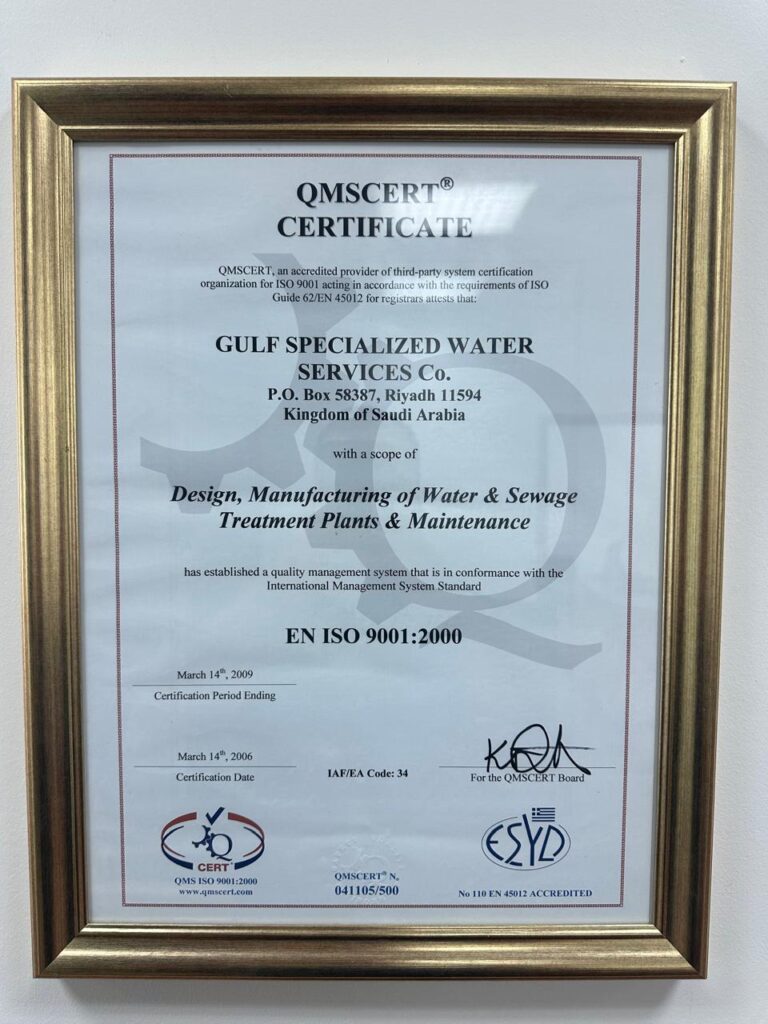 QMSCERT®
CERTIFICATE
QMSCERT, an accredited provider of third-party system certification
organization for ISO 9001 acting in accordance with the requirements of ISO
Guide 62/EN 45012 for registrars attests that:
GULF SPECIALIZED WATER
SERVICES Co.
P.O. Box 58387, Riyadh 11594
Kingdom of Saudi Arabia
with a scope of
Design, Manufacturing of Water & Sewage
Treatment Plants & Maintenance
has established a quality management system that is in conformance with the
International Management System Standard
EN ISO 9001:2000
March 14th, 2009
Certification Period Ending
March 14th, 2006
Certification Date
IAF/EA Code: 34
For the QMSCERT Board
Q
CERT
QMS ISO 9001:2000
www.qmscert.com
QMSCERT® No
041105/500
ΕΣΥΔ
No 110 EN 45012 ACCREDITED